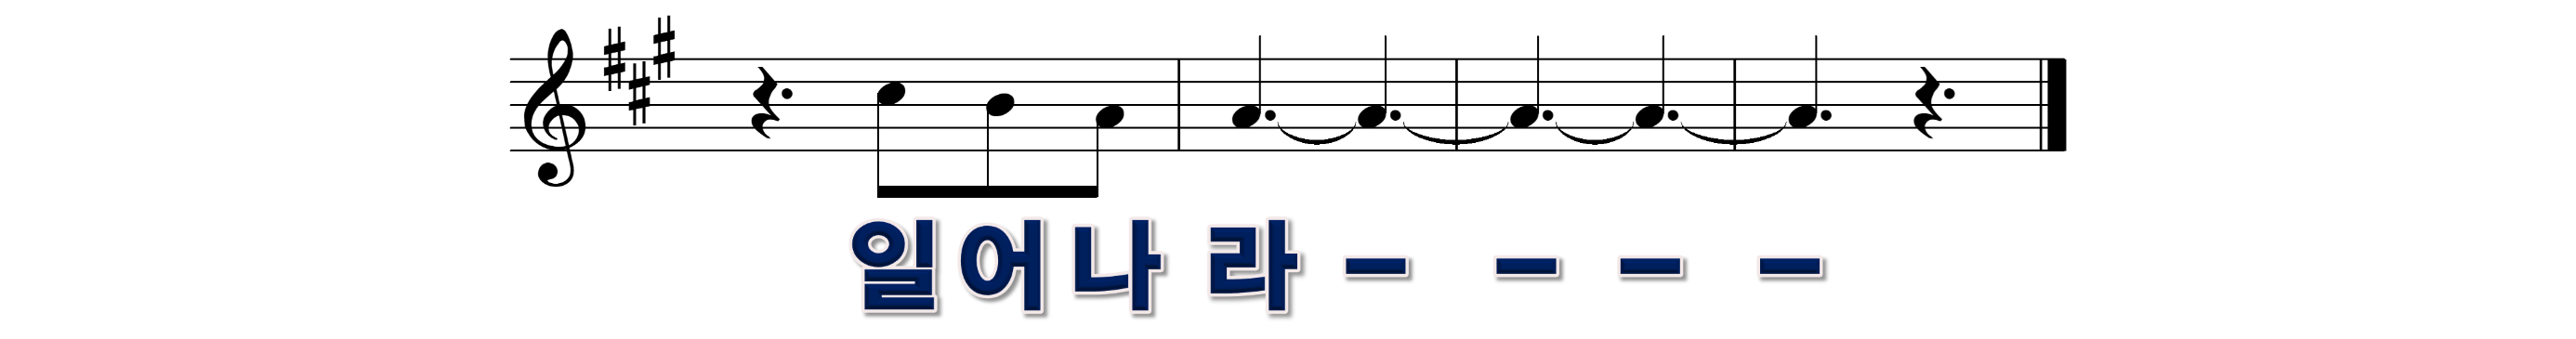 일어나 라 – – – –